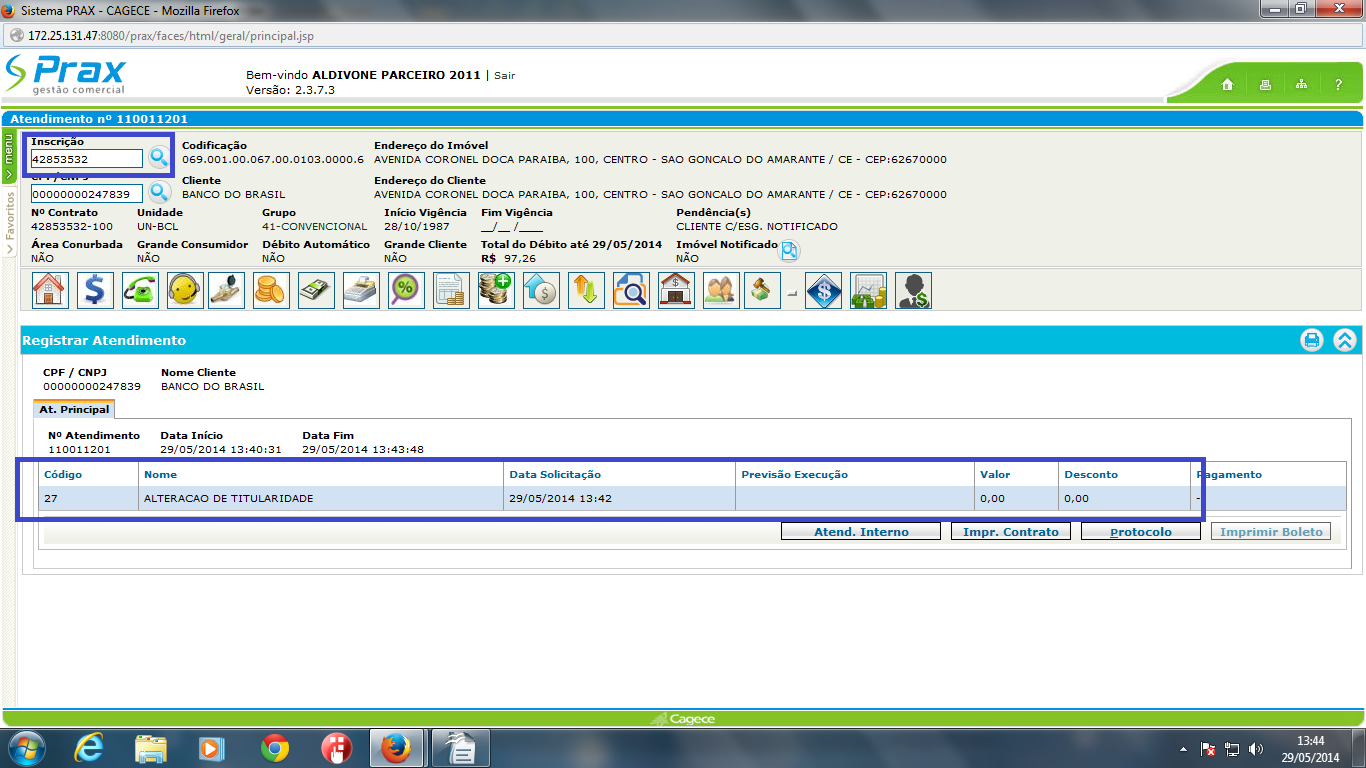 Sistema PRAX - CAGECE - Mozilla Firefox
172.25.131.47:8080/prax/faces/html/geral/principal.jsp
Prax
gestão comercial
Bem-vindo ALDIVONE PARCEIRO 2011 | Sair
Versão: 2.3.7.3
?
Atendimento nº 110011201
menu
Favoritos
Inscrição
42853532
Codificação
069.001.00.067.00.0103.0000.6
Endereço do Imóvel
AVENIDA CORONEL DOCA PARAIBA, 100, CENTRO - SAO GONCALO DO AMARANTE / CE - CEP:62670000
CPF/CNPJ
00000000247839
Cliente
BANCO DO BRASIL
Endereço do Cliente
AVENIDA CORONEL DOCA PARAIBA, 100, CENTRO - SAO GONCALO DO AMARANTE / CE - CEP:62670000
Nº Contrato Unidade Grupo Início Vigência Fim Vigência Pendência(s)
42853532-100 UN-BCL 41-CONVENCIONAL 28/10/1987 __/__/____ CLIENTE C/ESG. NOTIFICADO
Área Conurbada Grande Consumidor Débito Automático Grande Cliente Total do Débito até 29/05/2014 Imóvel Notificado
NÃO NÃO NÃO NÃO R$ 97,26 NÃO
Registrar Atendimento
CPF / CNPJ Nome Cliente
00000000247839 BANCO DO BRASIL
At. Principal
Nº Atendimento Data Início Data Fim
110011201 29/05/2014 13:40:31 29/05/2014 13:43:48
Código Nome Data Solicitação Previsão Execução Valor Desconto Pagamento
27 ALTERACAO DE TITULARIDADE 29/05/2014 13:42 0,00 0,00 -
Atend. Interno Impr. Contrato Protocolo Imprimir Boleto
Cagece
13:44
29/05/2014